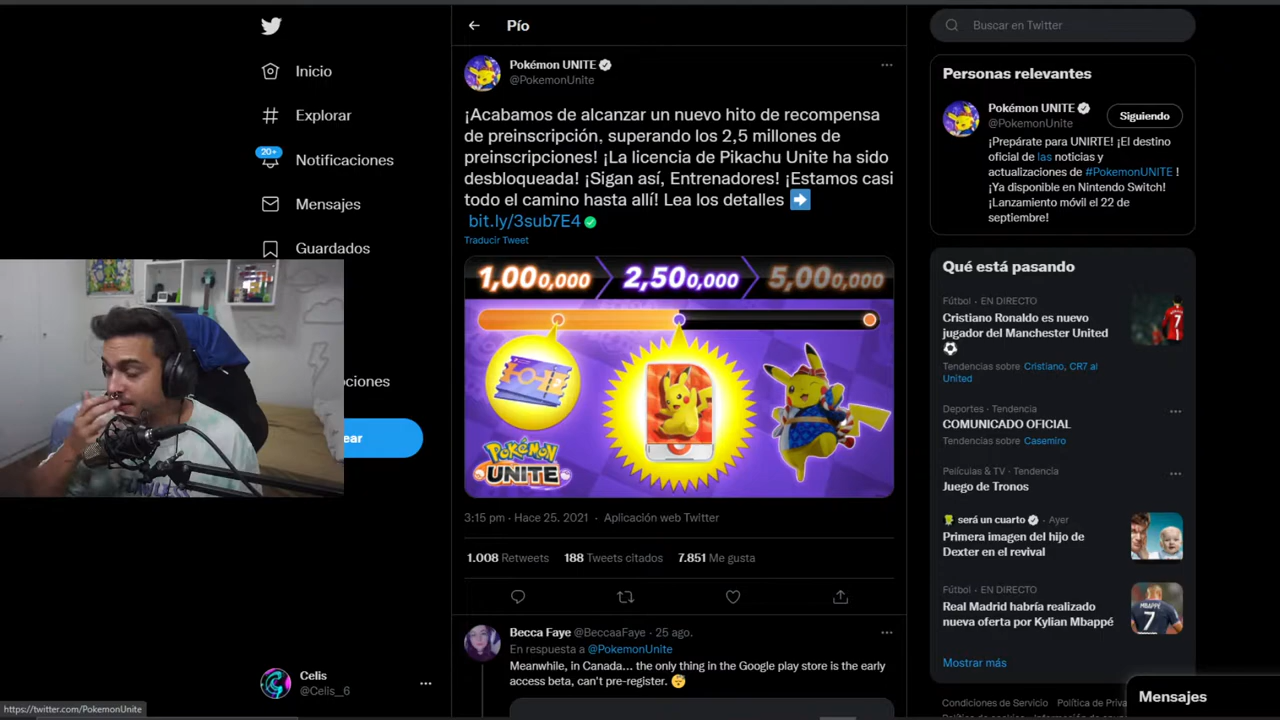 Inicio
Explorar
20+
Notificaciones
Mensajes
Guardados
ciones
ear
Celis
@Celis_6
https://twitter.com/PokemonUnite
Pío
Pokémon UNITE
@PokemonUnite
¡Acabamos de alcanzar un nuevo hito de recompensa
de preinscripción, superando los 2,5 millones de
preinscripciones! ¡La licencia de Pikachu Unite ha sido
desbloqueada! ¡Sigan así, Entrenadores! ¡Estamos casi
todo el camino hasta allí! Lea los detalles
bit.ly/3sub7E4
Traducir Tweet
1,000,000 2,500,000 5,000,000
POKéMON
UNITE
3:15 pm · Hace 25. 2021 · Aplicación web Twitter
1.008 Retweets 188 Tweets citados 7.851 Me gusta
Becca Faye @BeccaaFaye · 25 ago.
En respuesta a @PokemonUnite
Meanwhile, in Canada... the only thing in the Google play store is the early
access beta, can't pre-register.
Buscar en Twitter
Personas relevantes
Pokémon UNITE
@PokemonUnite
Siguiendo
¡Prepárate para UNIRTE! ¡El destino
oficial de las noticias y
actualizaciones de #PokemonUNITE !
¡Ya disponible en Nintendo Switch!
¡Lanzamiento móvil el 22 de
septiembre!
Qué está pasando
Fútbol · EN DIRECTO
Cristiano Ronaldo es nuevo
jugador del Manchester United
Tendencias sobre Cristiano, CR7 al
United
Deportes · Tendencia
COMUNICADO OFICIAL
Tendencias sobre Casemiro
Películas & TV · Tendencia
Juego de Tronos
será un cuarto · Ayer
Primera imagen del hijo de
Dexter en el revival
Fútbol · EN DIRECTO
Real Madrid habría realizado
nueva oferta por Kylian Mbappé
Mostrar más
Condiciones de Servicio Política de Priva
Mensajes